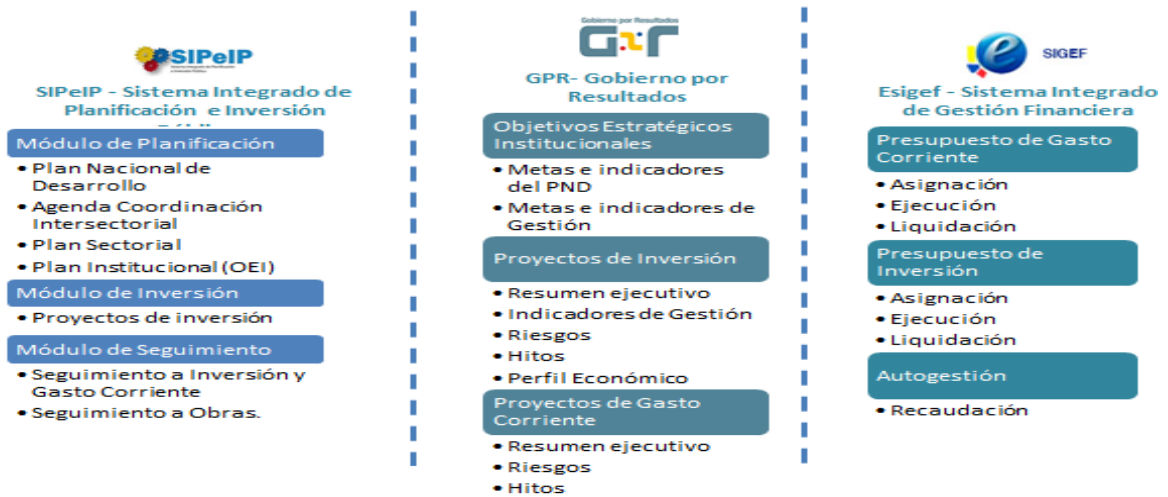 SIPeIP
SIPeIP - Sistema Integrado de
Planificación e Inversión
Módulo de Planificación
• Plan Nacional de
Desarrollo
• Agenda Coordinación
Intersectorial
• Plan Sectorial
• Plan Institucional (OEI)
Módulo de Inversión
• Proyectos de inversión
Módulo de Seguimiento
• Seguimiento a Inversión y
Gasto Corriente
• Seguimiento a Obras.
Gobierno por Resultados
GPR- Gobierno por
Resultados
Objetivos Estratégicos
Institucionales
• Metas e indicadores
del PND
• Metas e indicadores de
Gestión
Proyectos de Inversión
• Resumen ejecutivo
• Indicadores de Gestión
• Riesgos
• Hitos
• Perfil Económico
Proyectos de Gasto
Corriente
• Resumen ejecutivo
• Riesgos
• Hitos
e SIGEF
Esigef - Sistema Integrado
de Gestión Financiera
Presupuesto de Gasto
Corriente
• Asignación
• Ejecución
• Liquidación
Presupuesto de
Inversión
• Asignación
• Ejecución
• Liquidación
Autogestión
• Recaudación